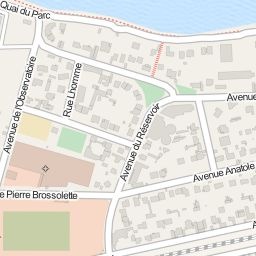 Quai du Parc
Rue Lhomme
Avenue de l'Observatoire
Avenue du Réservoir
Avenue
Avenue Anatole
e Pierre Brossolette